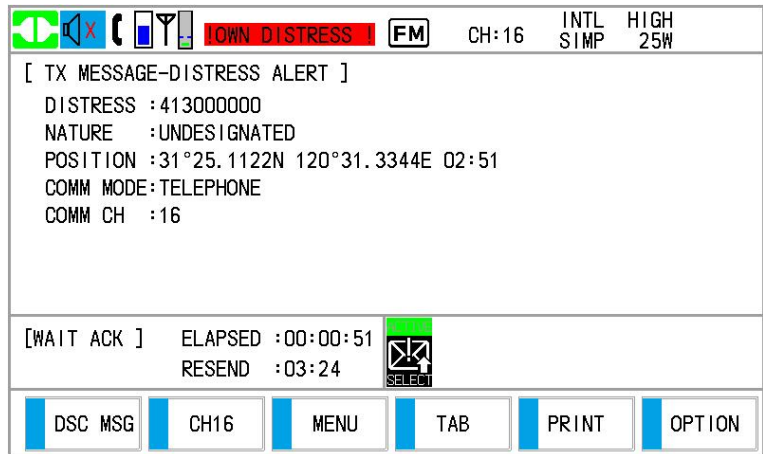 !OWN DISTRESS ! FM CH:16 INTL HIGH
SIMP 25W
[ TX MESSAGE-DISTRESS ALERT ]
DISTRESS :413000000
NATURE :UNDESIGNATED
POSITION :31°25.1122N 120°31.3344E 02:51
COMM MODE:TELEPHONE
COMM CH :16
[WAIT ACK ] ELAPSED :00:00:51
RESEND :03:24
SELECT
DSC MSG CH16 MENU TAB PRINT OPTION